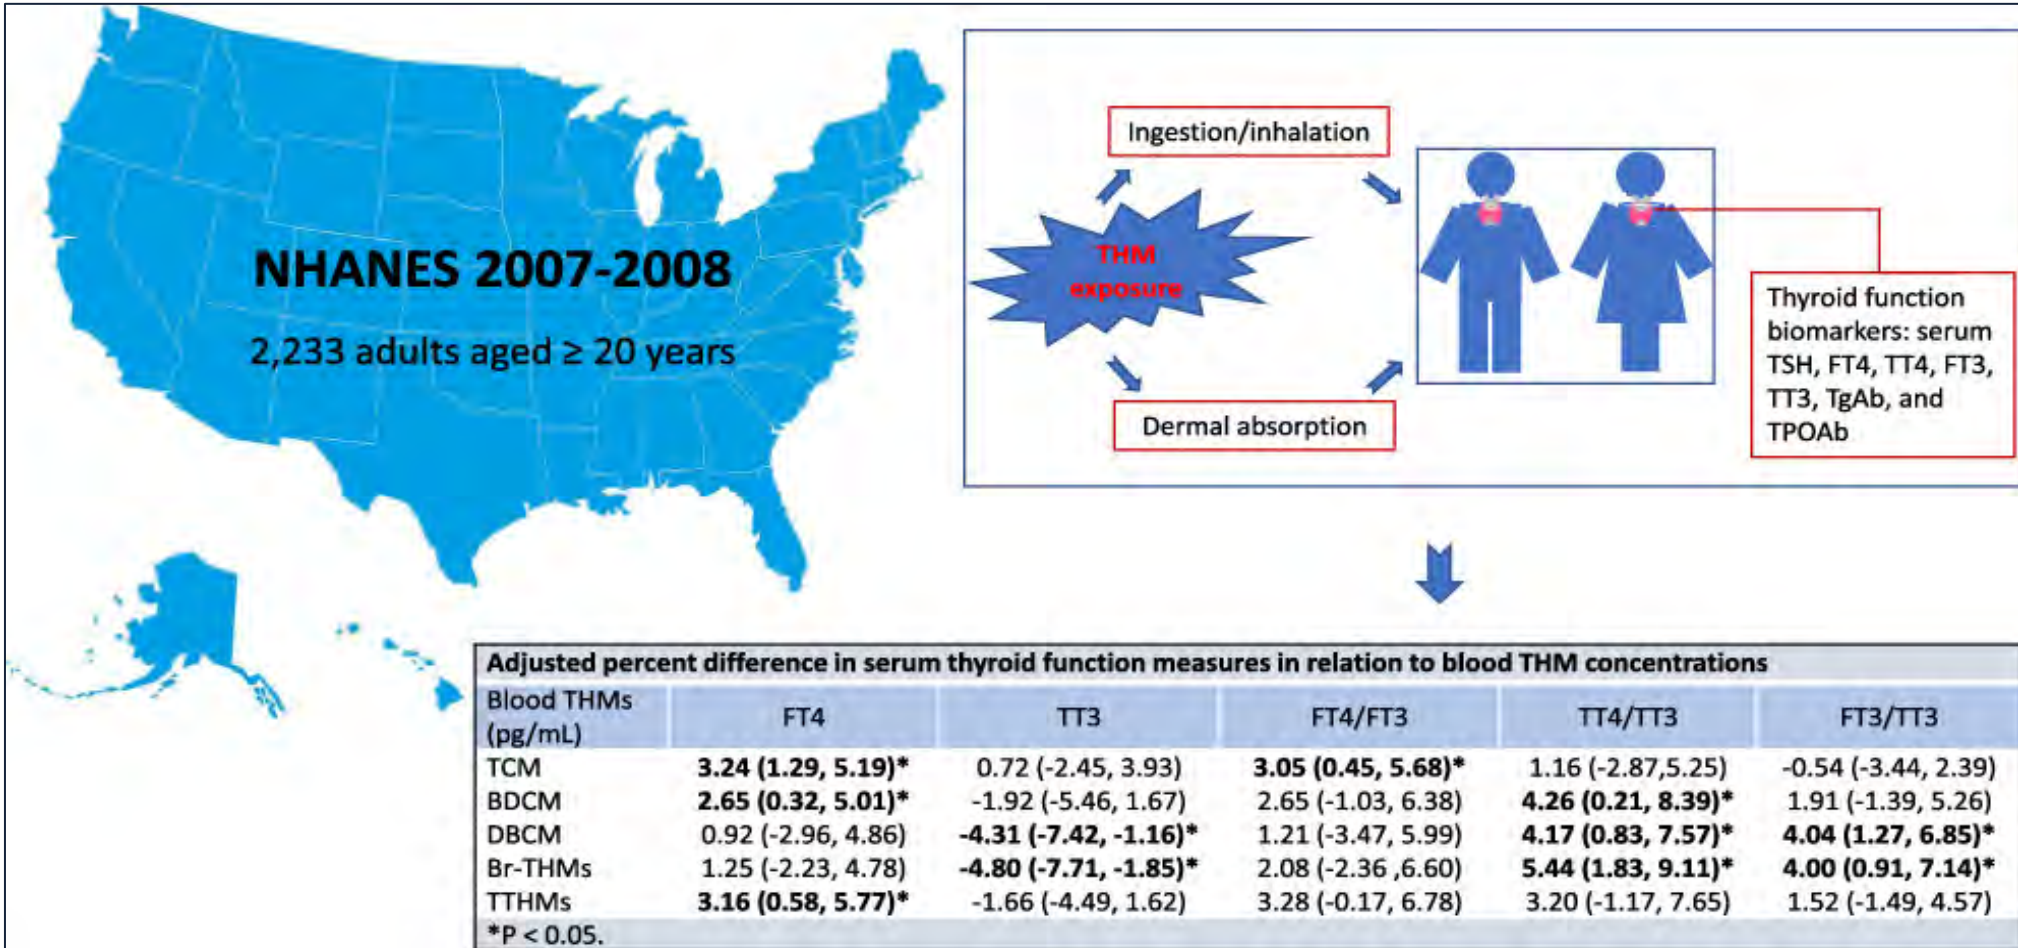 NHANES 2007-2008
2,233 adults aged ≥ 20 years
Ingestion/inhalation
THM
exposure
Dermal absorption
Thyroid function
biomarkers: serum
TSH, FT4, TT4, FT3,
TT3, TgAb, and
TPOAb
Adjusted percent difference in serum thyroid function measures in relation to blood THM concentrations
Blood THMs
(pg/mL) FT4 TT3 FT4/FT3 TT4/TT3 FT3/TT3
TCM 3.24 (1.29, 5.19)* 0.72 (-2.45, 3.93) 3.05 (0.45, 5.68)* 1.16 (-2.87,5.25) -0.54 (-3.44, 2.39)
BDCM 2.65 (0.32, 5.01)* -1.92 (-5.46, 1.67) 2.65 (-1.03, 6.38) 4.26 (0.21, 8.39)* 1.91 (-1.39, 5.26)
DBCM 0.92 (-2.96, 4.86) -4.31 (-7.42, -1.16)* 1.21 (-3.47, 5.99) 4.17 (0.83, 7.57)* 4.04 (1.27, 6.85)*
Br-THMs 1.25 (-2.23, 4.78) -4.80 (-7.71, -1.85)* 2.08 (-2.36 ,6.60) 5.44 (1.83, 9.11)* 4.00 (0.91, 7.14)*
TTHMs 3.16 (0.58, 5.77)* -1.66 (-4.49, 1.62) 3.28 (-0.17, 6.78) 3.20 (-1.17, 7.65) 1.52 (-1.49, 4.57)
*P < 0.05.